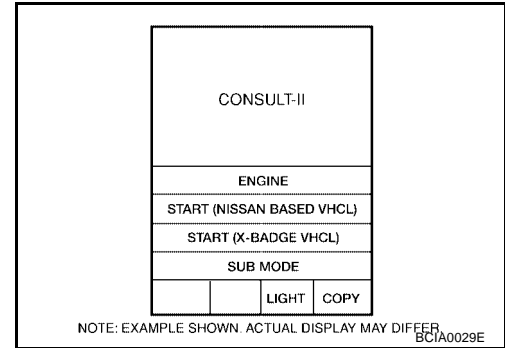 CONSULT-II
ENGINE
START (NISSAN BASED VHCL)
START (X-BADGE VHCL)
SUB MODE
LIGHT COPY
NOTE: EXAMPLE SHOWN. ACTUAL DISPLAY MAY DIFFER.
BCIA0029E